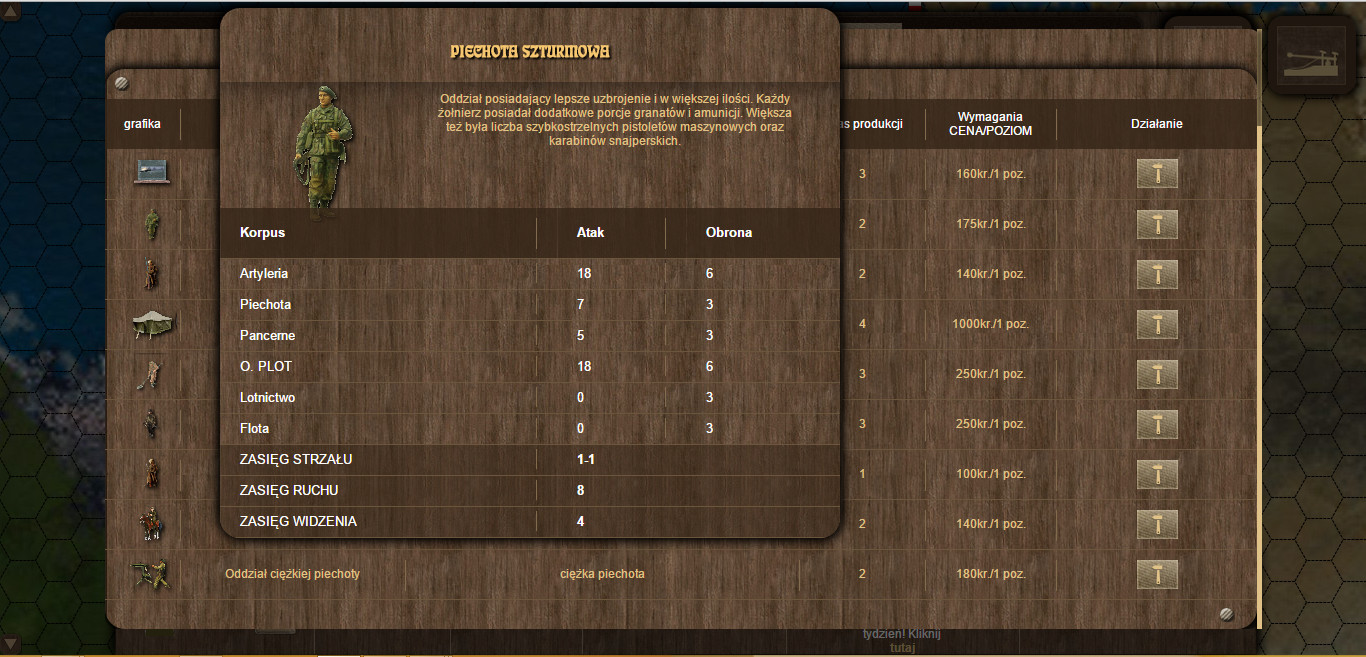 PIECHOTA SZTURMOWA
Oddział posiadający lepsze uzbrojenie i w większej ilości. Każdy
żołnierz posiadał dodatkowe porcje granatów i amunicji. Większa
też była liczba szybkostrzelnych pistoletów maszynowych oraz
karabinów snajperskich.
Korpus Atak Obrona
Artyleria 18 6
Piechota 7 3
Pancerne 5 3
O. PLOT 18 6
Lotnictwo 0 3
Flota 0 3
ZASIĘG STRZAŁU 1-1
ZASIĘG RUCHU 8
ZASIĘG WIDZENIA 4
grafika as produkcji Wymagania Działanie
CENA/POZIOM
3 160kr./1 poz.
2 175kr./1 poz.
2 140kr./1 poz.
4 1000kr./1 poz.
3 250kr./1 poz.
3 250kr./1 poz.
1 100kr./1 poz.
2 140kr./1 poz.
Oddział ciężkiej piechoty ciężka piechota 2 180kr./1 poz.
tydzień! Kliknij
tutaj